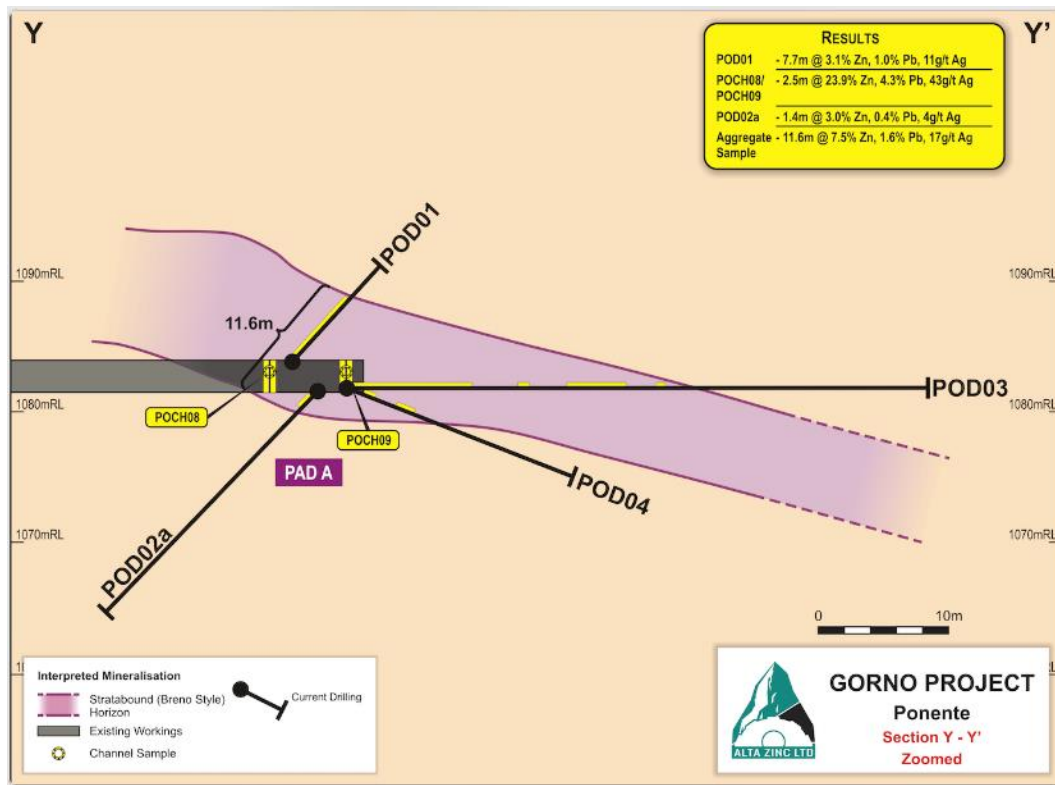 Y
Y'
RESULTS
POD01 - 7.7m @ 3.1% Zn, 1.0% Pb, 11g/t Ag
POCH08/ - 2.5m @ 23.9% Zn, 4.3% Pb, 43g/t Ag
POCH09
POD02a - 1.4m @ 3.0% Zn, 0.4% Pb, 4g/t Ag
Aggregate - 11.6m @ 7.5% Zn, 1.6% Pb, 17g/t Ag
Sample
POD01
1090mRL
1090mRL
11.6m
POD03
1080mRL
1080mRL
POCH08
POCH09
PAD A
POD04
POD02a
1070mRL
1070mRL
0 10m
Interpreted Mineralisation
Stratabound (Breno Style)
Horizon
Current Drilling
Existing Workings
Channel Sample
ALTA ZINC LTD
GORNO PROJECT
Ponente
Section Y - Y'
Zoomed